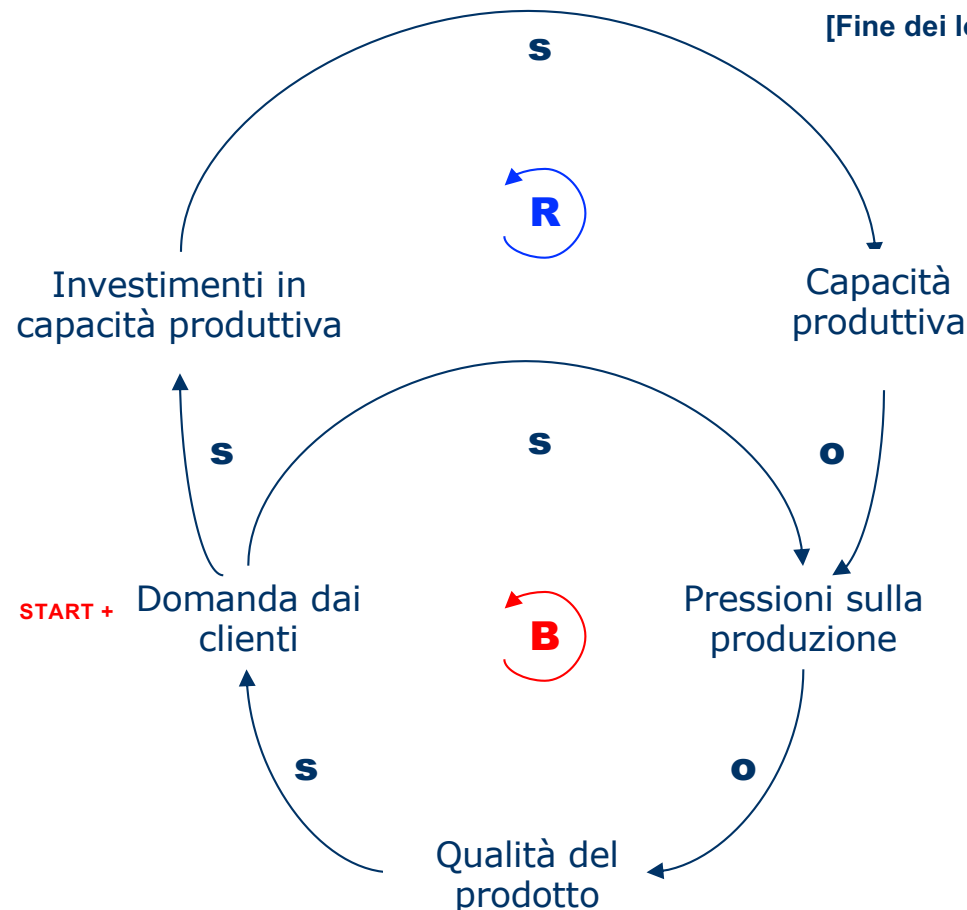 [Fine dei
s
R
Investimenti in
capacità produttiva
Capacità
produttiva
s
s
o
START +
Domanda dai
clienti
B
Pressioni sulla
produzione
s
o
Qualità del
prodotto